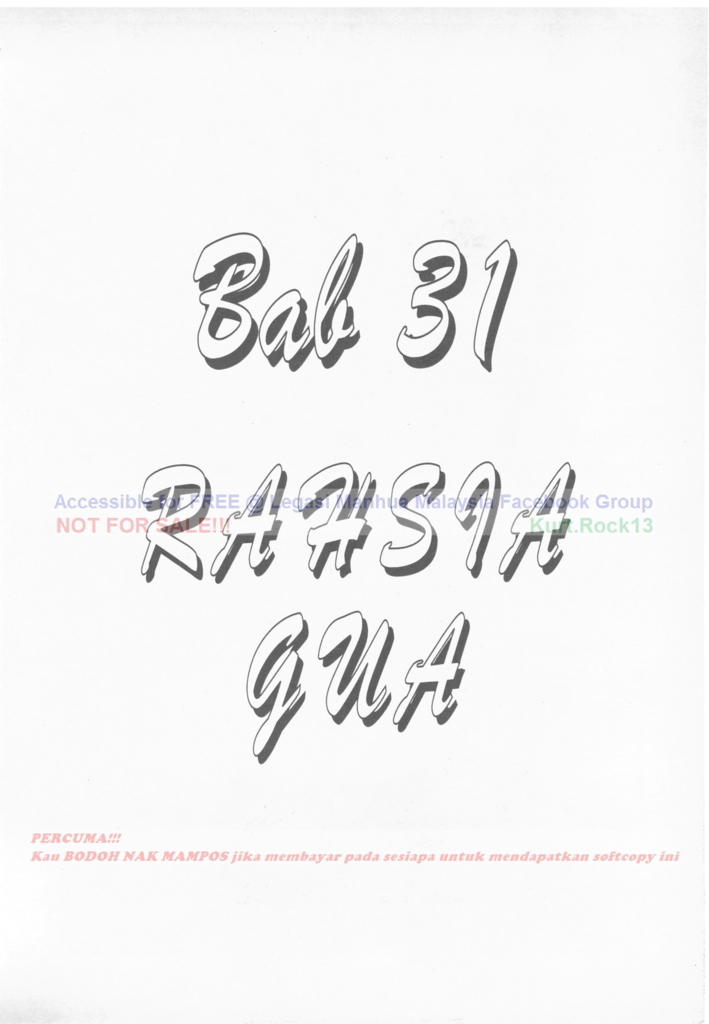 Bab 31
Accessible for FREE @ Legasi Manhua Malaysia Facebook Group
NOT FOR SALE!!! Kurt.Rock13
RAHSIA
GUA
PERCUMA!!!
Kau BODOH NAK MAMPOS jika membayar pada sesiapa untuk mendapatkan softcopy ini